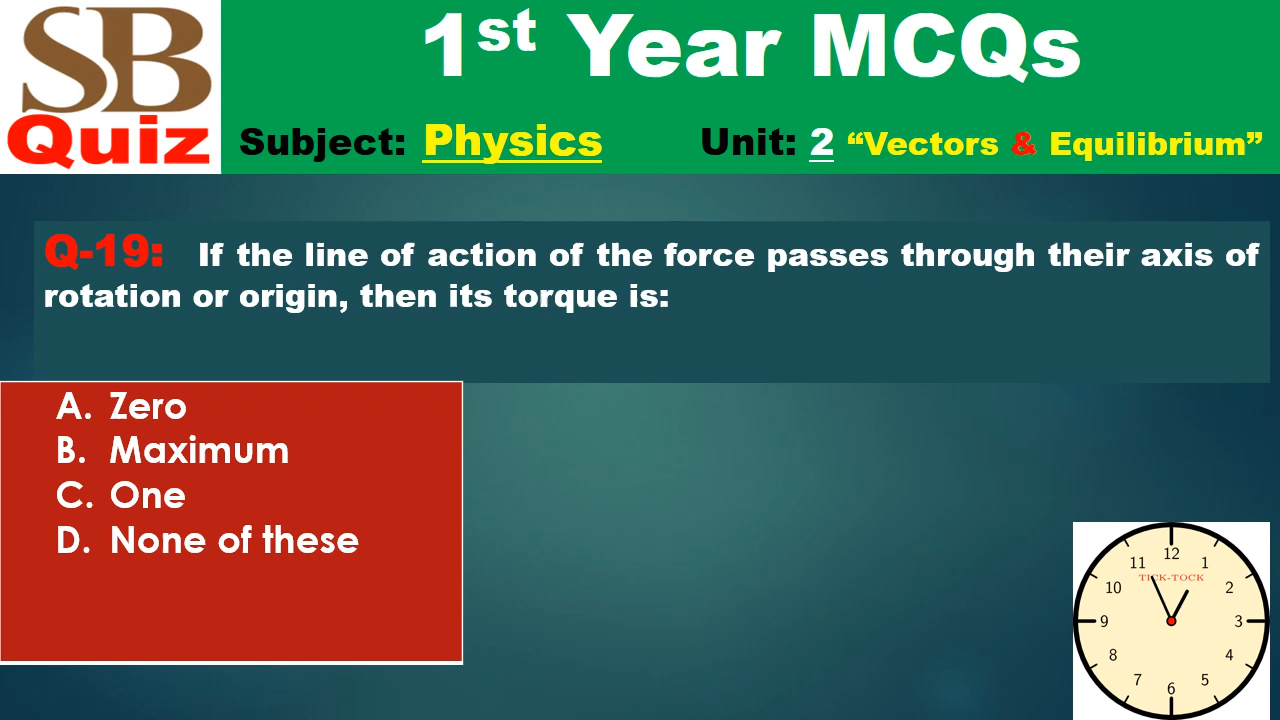 SB
Quiz
1st Year MCQs
Subject: Physics Unit: 2 “Vectors & Equilibrium”
Q-19: If the line of action of the force passes through their axis of
rotation or origin, then its torque is:
A. Zero
B. Maximum
C. One
D. None of these
12
11 1
TICK-TOCK
10 2
9 3
8 4
7 5
6